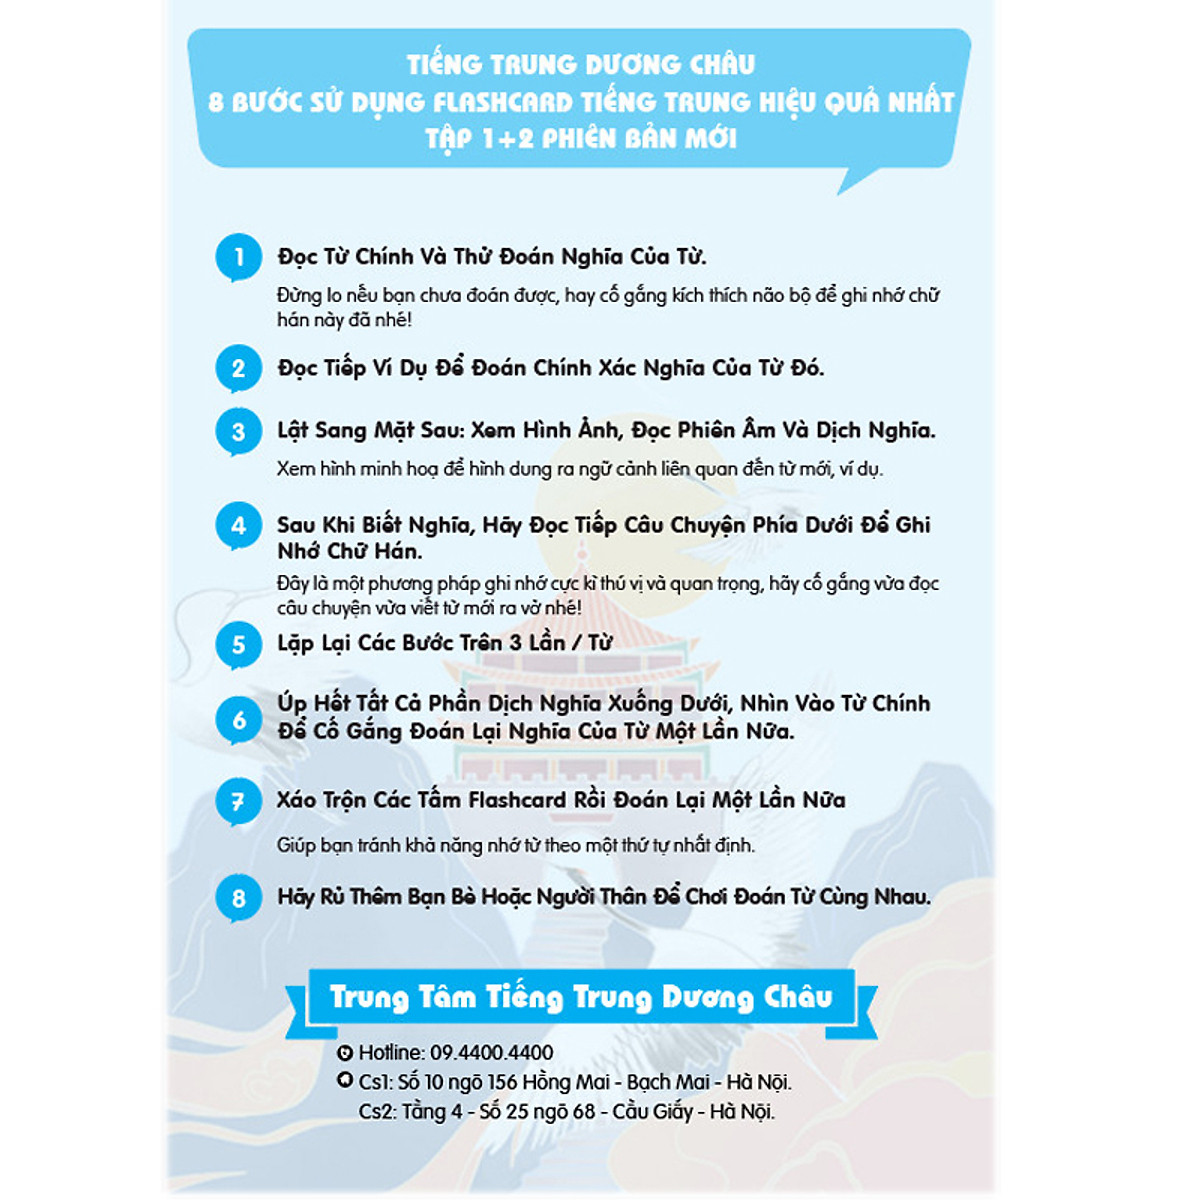 TIẾNG TRUNG DƯƠNG CHÂU
8 BƯỚC SỬ DỤNG FLASHCARD TIẾNG TRUNG HIỆU QUẢ NHẤT
TẬP 1+2 PHIÊN BẢN MỚI
1 Đọc Từ Chính Và Thử Đoán Nghĩa Của Từ.
Đừng lo nếu bạn chưa đoán được, hay cố gắng kích thích não bộ để ghi nhớ chữ
hán này đã nhé!
2 Đọc Tiếp Ví Dụ Để Đoán Chính Xác Nghĩa Của Từ Đó.
3 Lật Sang Mặt Sau: Xem Hình Ảnh, Đọc Phiên Âm Và Dịch Nghĩa.
Xem hình minh hoạ để hình dung ra ngữ cảnh liên quan đến từ mới, ví dụ.
4 Sau Khi Biết Nghĩa, Hãy Đọc Tiếp Câu Chuyện Phía Dưới Để Ghi
Nhớ Chữ Hán.
Đây là một phương pháp ghi nhớ cực kì thú vị và quan trọng, hãy cố gắng vừa đọc
câu chuyện vừa viết từ mới ra vở nhé!
5 Lặp Lại Các Bước Trên 3 Lần / Từ
6 Úp Hết Tất Cả Phần Dịch Nghĩa Xuống Dưới, Nhìn Vào Từ Chính
Để Cố Gắng Đoán Lại Nghĩa Của Từ Một Lần Nữa.
7 Xáo Trộn Các Tấm Flashcard Rồi Đoán Lại Một Lần Nữa
Giúp bạn tránh khả năng nhớ từ theo một thứ tự nhất định.
8 Hãy Rủ Thêm Bạn Bè Hoặc Người Thân Để Chơi Đoán Từ Cùng Nhau.
Trung Tâm Tiếng Trung Dương Châu
Hotline: 09.4400.4400
Cs1: Số 10 ngõ 156 Hồng Mai - Bạch Mai - Hà Nội.
Cs2: Tầng 4 - Số 25 ngõ 68 - Cầu Giấy - Hà Nội.